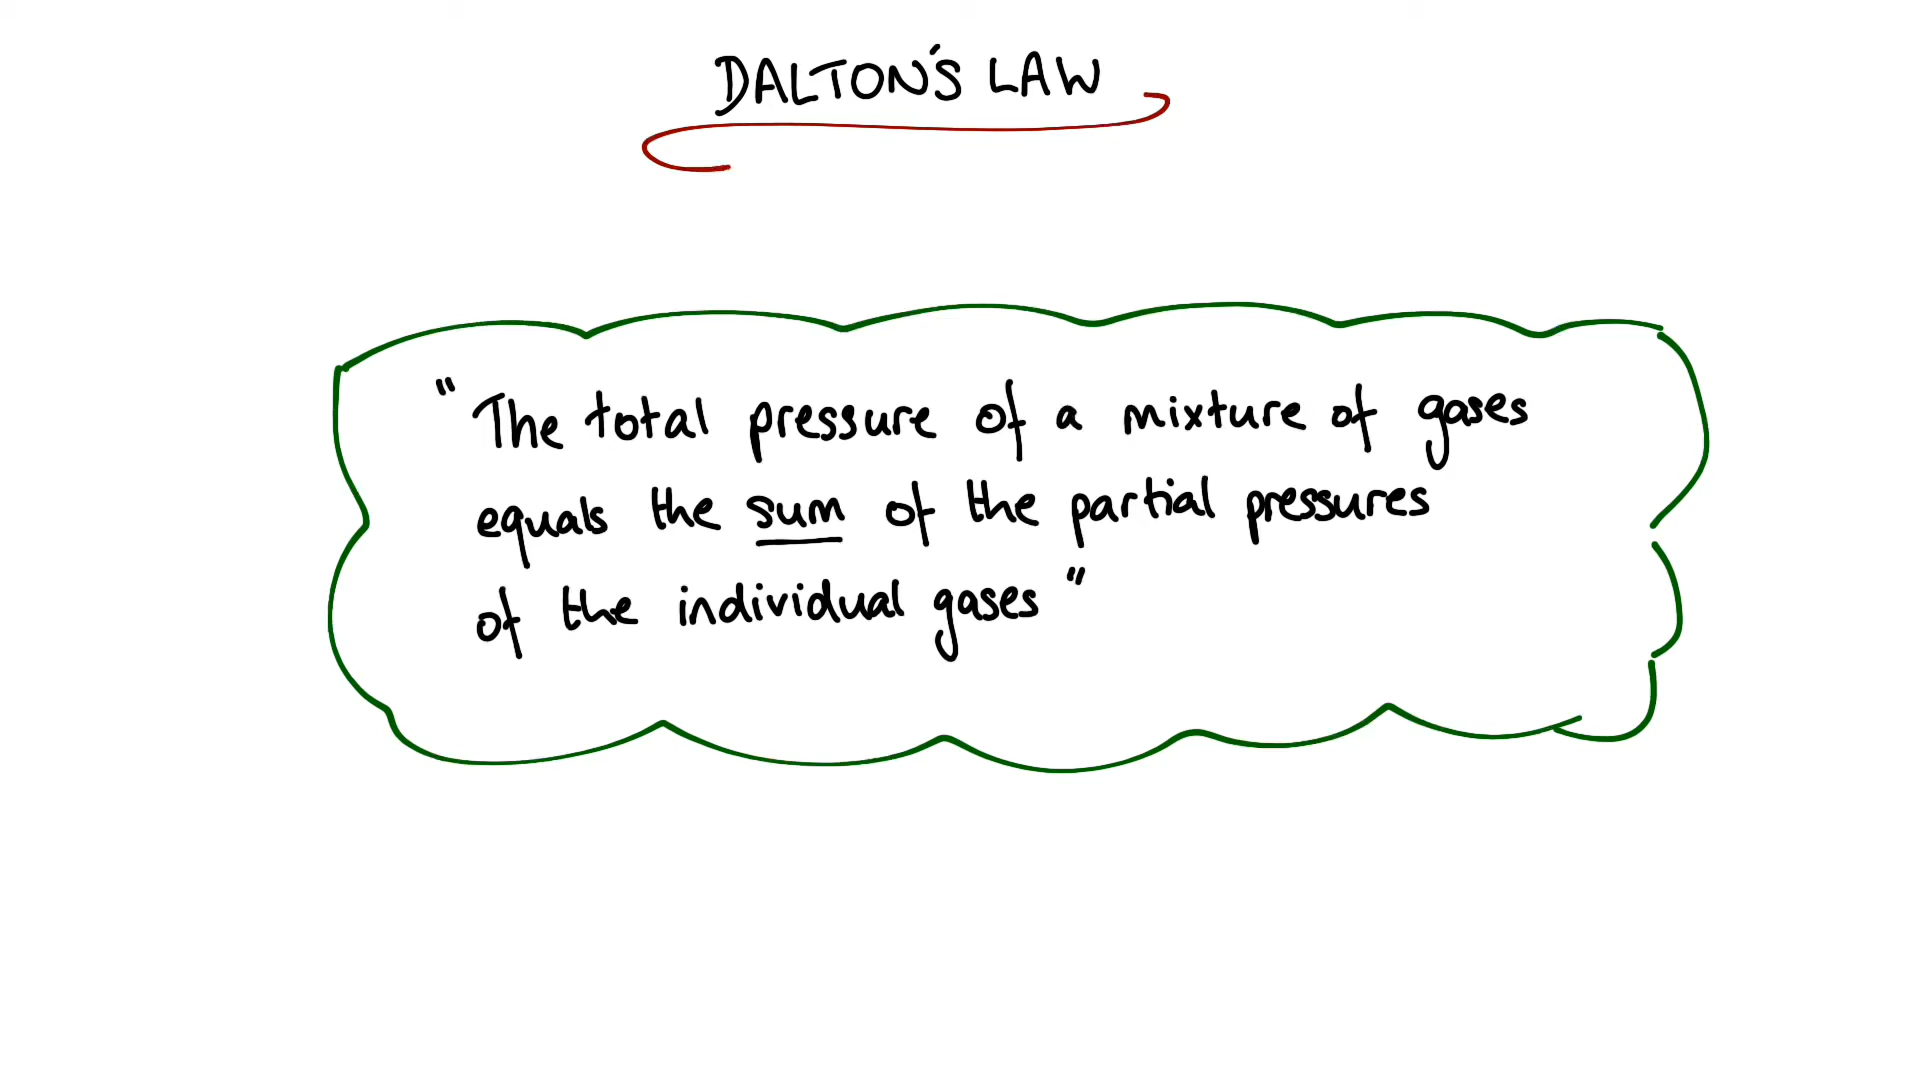 DALTON'S LAW
"The total pressure of a mixture of gases
equals the sum of the partial pressures
of the individual gases"